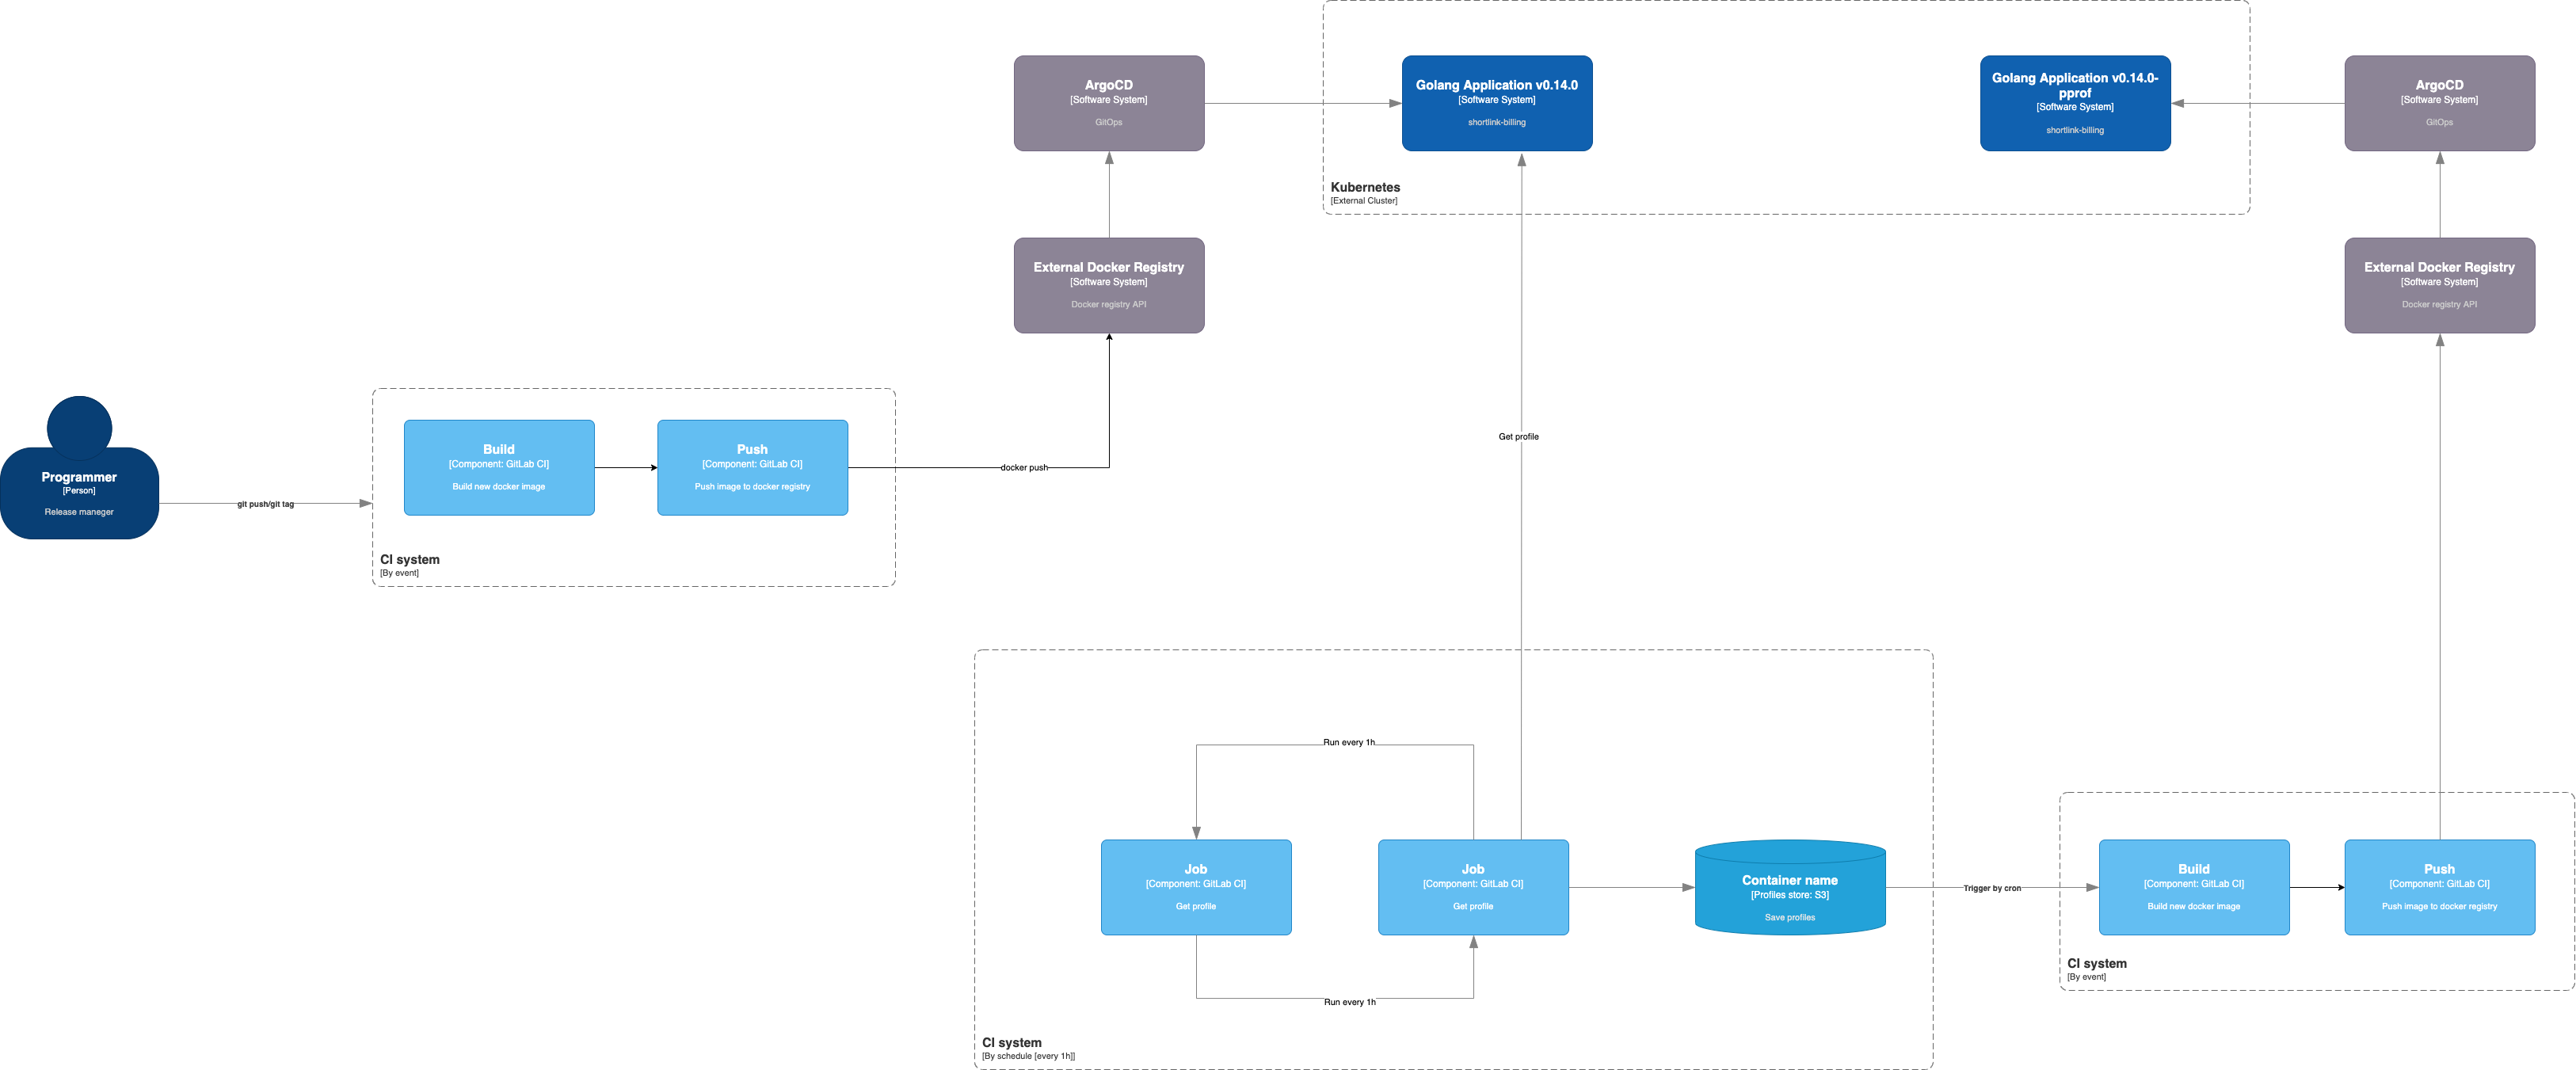 ArgoCD
[Software System]
GitOps
Golang Application v0.14.0
[Software System]
shortlink-billing
Golang Application v0.14.0-
pprof
[Software System]
shortlink-billing
ArgoCD
[Software System]
GitOps
Kubernetes
[External Cluster]
External Docker Registry
[Software System]
Docker registry API
External Docker Registry
[Software System]
Docker registry API
Get profile
Programmer
[Person]
Release maneger
git push/git tag
Build
[Component: GitLab CI]
Build new docker image
Push
[Component: GitLab CI]
Push image to docker registry
docker push
CI system
[By event]
Run every 1h
Job
[Component: GitLab CI]
Get profile
Job
[Component: GitLab CI]
Get profile
Container name
[Profiles store: S3]
Save profiles
Trigger by cron
Build
[Component: GitLab CI]
Build new docker image
Push
[Component: GitLab CI]
Push image to docker registry
CI system
[By event]
Run every 1h
CI system
[By schedule [every 1h]]